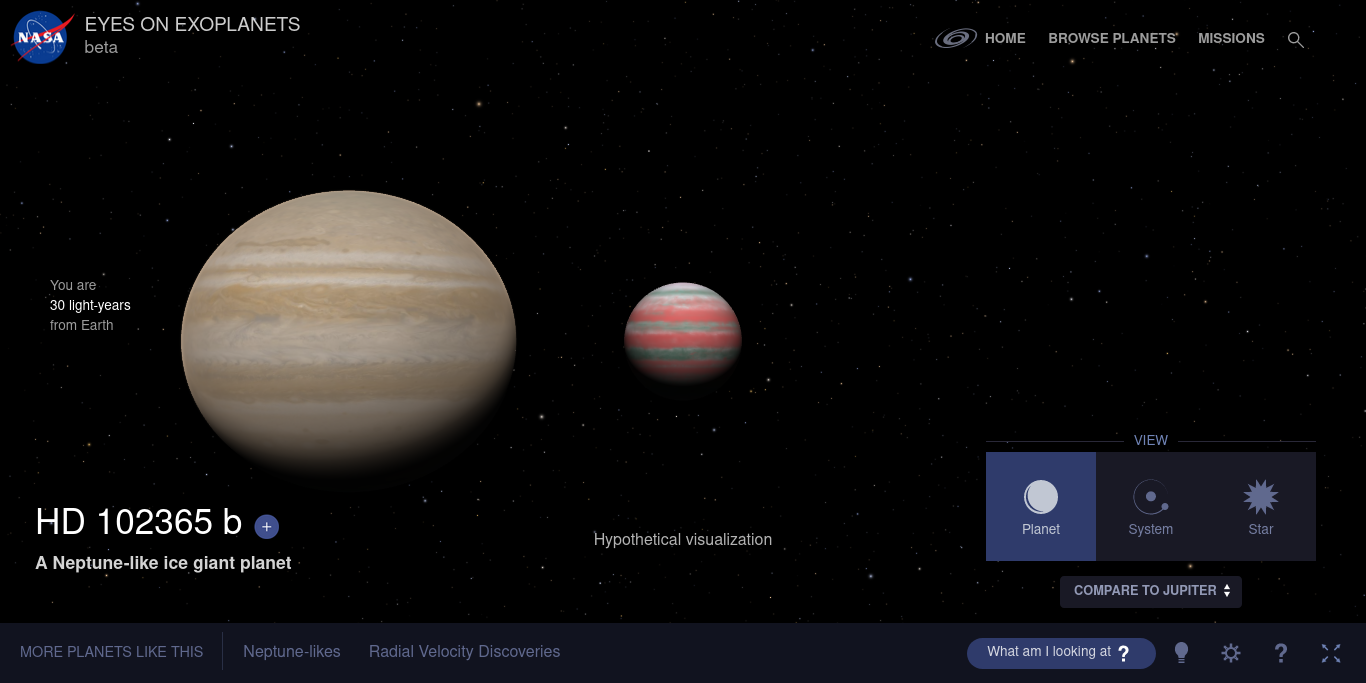 NASA
EYES ON EXOPLANETS
beta
HOME
BROWSE PLANETS
MISSIONS
You are
30 light-years
from Earth
HD 102365 b +
A Neptune-like ice giant planet
Hypothetical visualization
VIEW
Planet
System
Star
COMPARE TO JUPITER
MORE PLANETS LIKE THIS
Neptune-likes
Radial Velocity Discoveries
What am I looking at ?
?